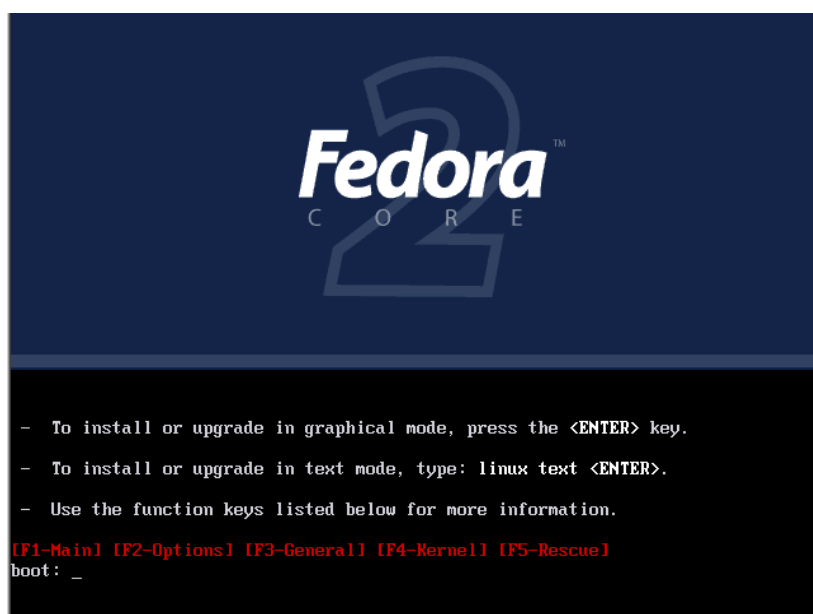 2
Fedora™
CORE
- To install or upgrade in graphical mode, press the <ENTER> key.
- To install or upgrade in text mode, type: linux text <ENTER>.
- Use the function keys listed below for more information.
[F1-Main] [F2-Options] [F3-General] [F4-Kernel] [F5-Rescue]
boot: _